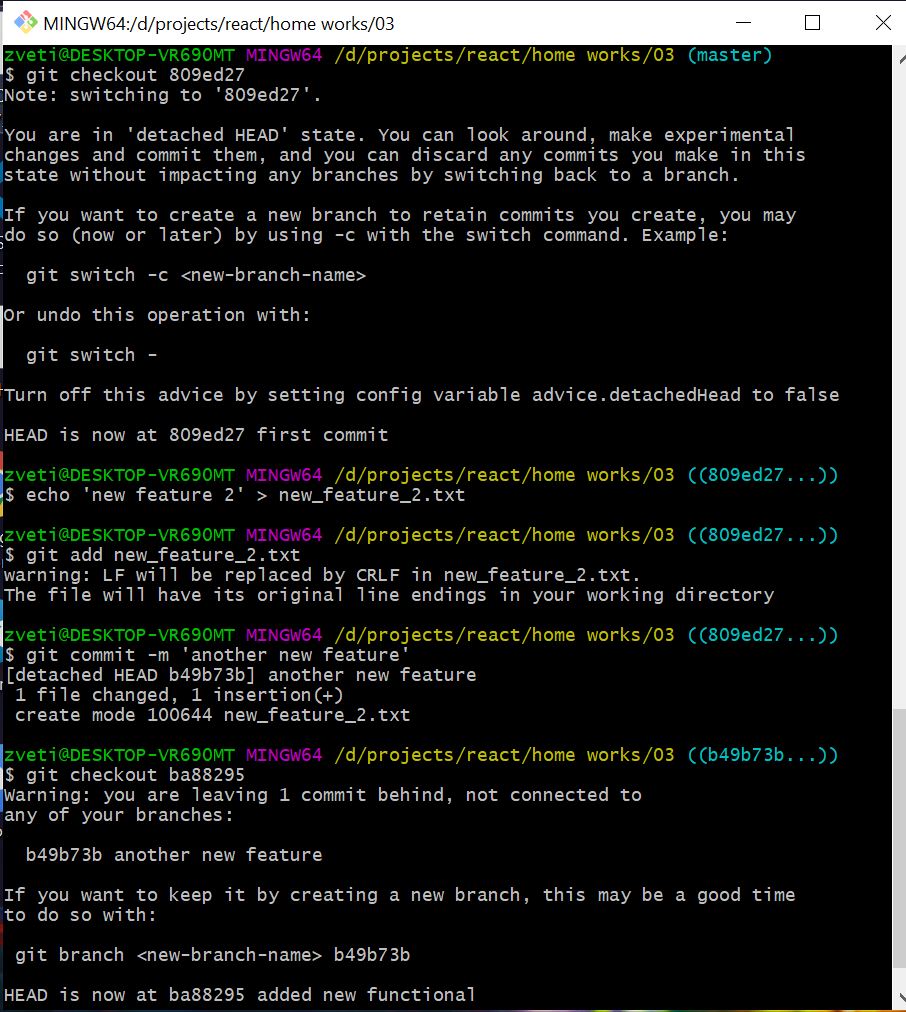 MINGW64:/d/projects/react/home works/03
zveti@DESKTOP-VR690MT MINGW64 /d/projects/react/home works/03 (master)
$ git checkout 809ed27
Note: switching to '809ed27'.
You are in 'detached HEAD' state. You can look around, make experimental
changes and commit them, and you can discard any commits you make in this
state without impacting any branches by switching back to a branch.
If you want to create a new branch to retain commits you create, you may
do so (now or later) by using -c with the switch command. Example:
git switch -c <new-branch-name>
Or undo this operation with:
git switch -
Turn off this advice by setting config variable advice.detachedHead to false
HEAD is now at 809ed27 first commit
zveti@DESKTOP-VR690MT MINGW64 /d/projects/react/home works/03 ((809ed27...))
$ echo 'new feature 2' > new_feature_2.txt
zveti@DESKTOP-VR690MT MINGW64 /d/projects/react/home works/03 ((809ed27...))
$ git add new_feature_2.txt
warning: LF will be replaced by CRLF in new_feature_2.txt.
The file will have its original line endings in your working directory
zveti@DESKTOP-VR690MT MINGW64 /d/projects/react/home works/03 ((809ed27...))
$ git commit -m 'another new feature'
[detached HEAD b49b73b] another new feature
1 file changed, 1 insertion(+)
create mode 100644 new_feature_2.txt
zveti@DESKTOP-VR690MT MINGW64 /d/projects/react/home works/03 ((b49b73b...))
$ git checkout ba88295
Warning: you are leaving 1 commit behind, not connected to
any of your branches:
b49b73b another new feature
If you want to keep it by creating a new branch, this may be a good time
to do so with:
git branch <new-branch-name> b49b73b
HEAD is now at ba88295 added new functional